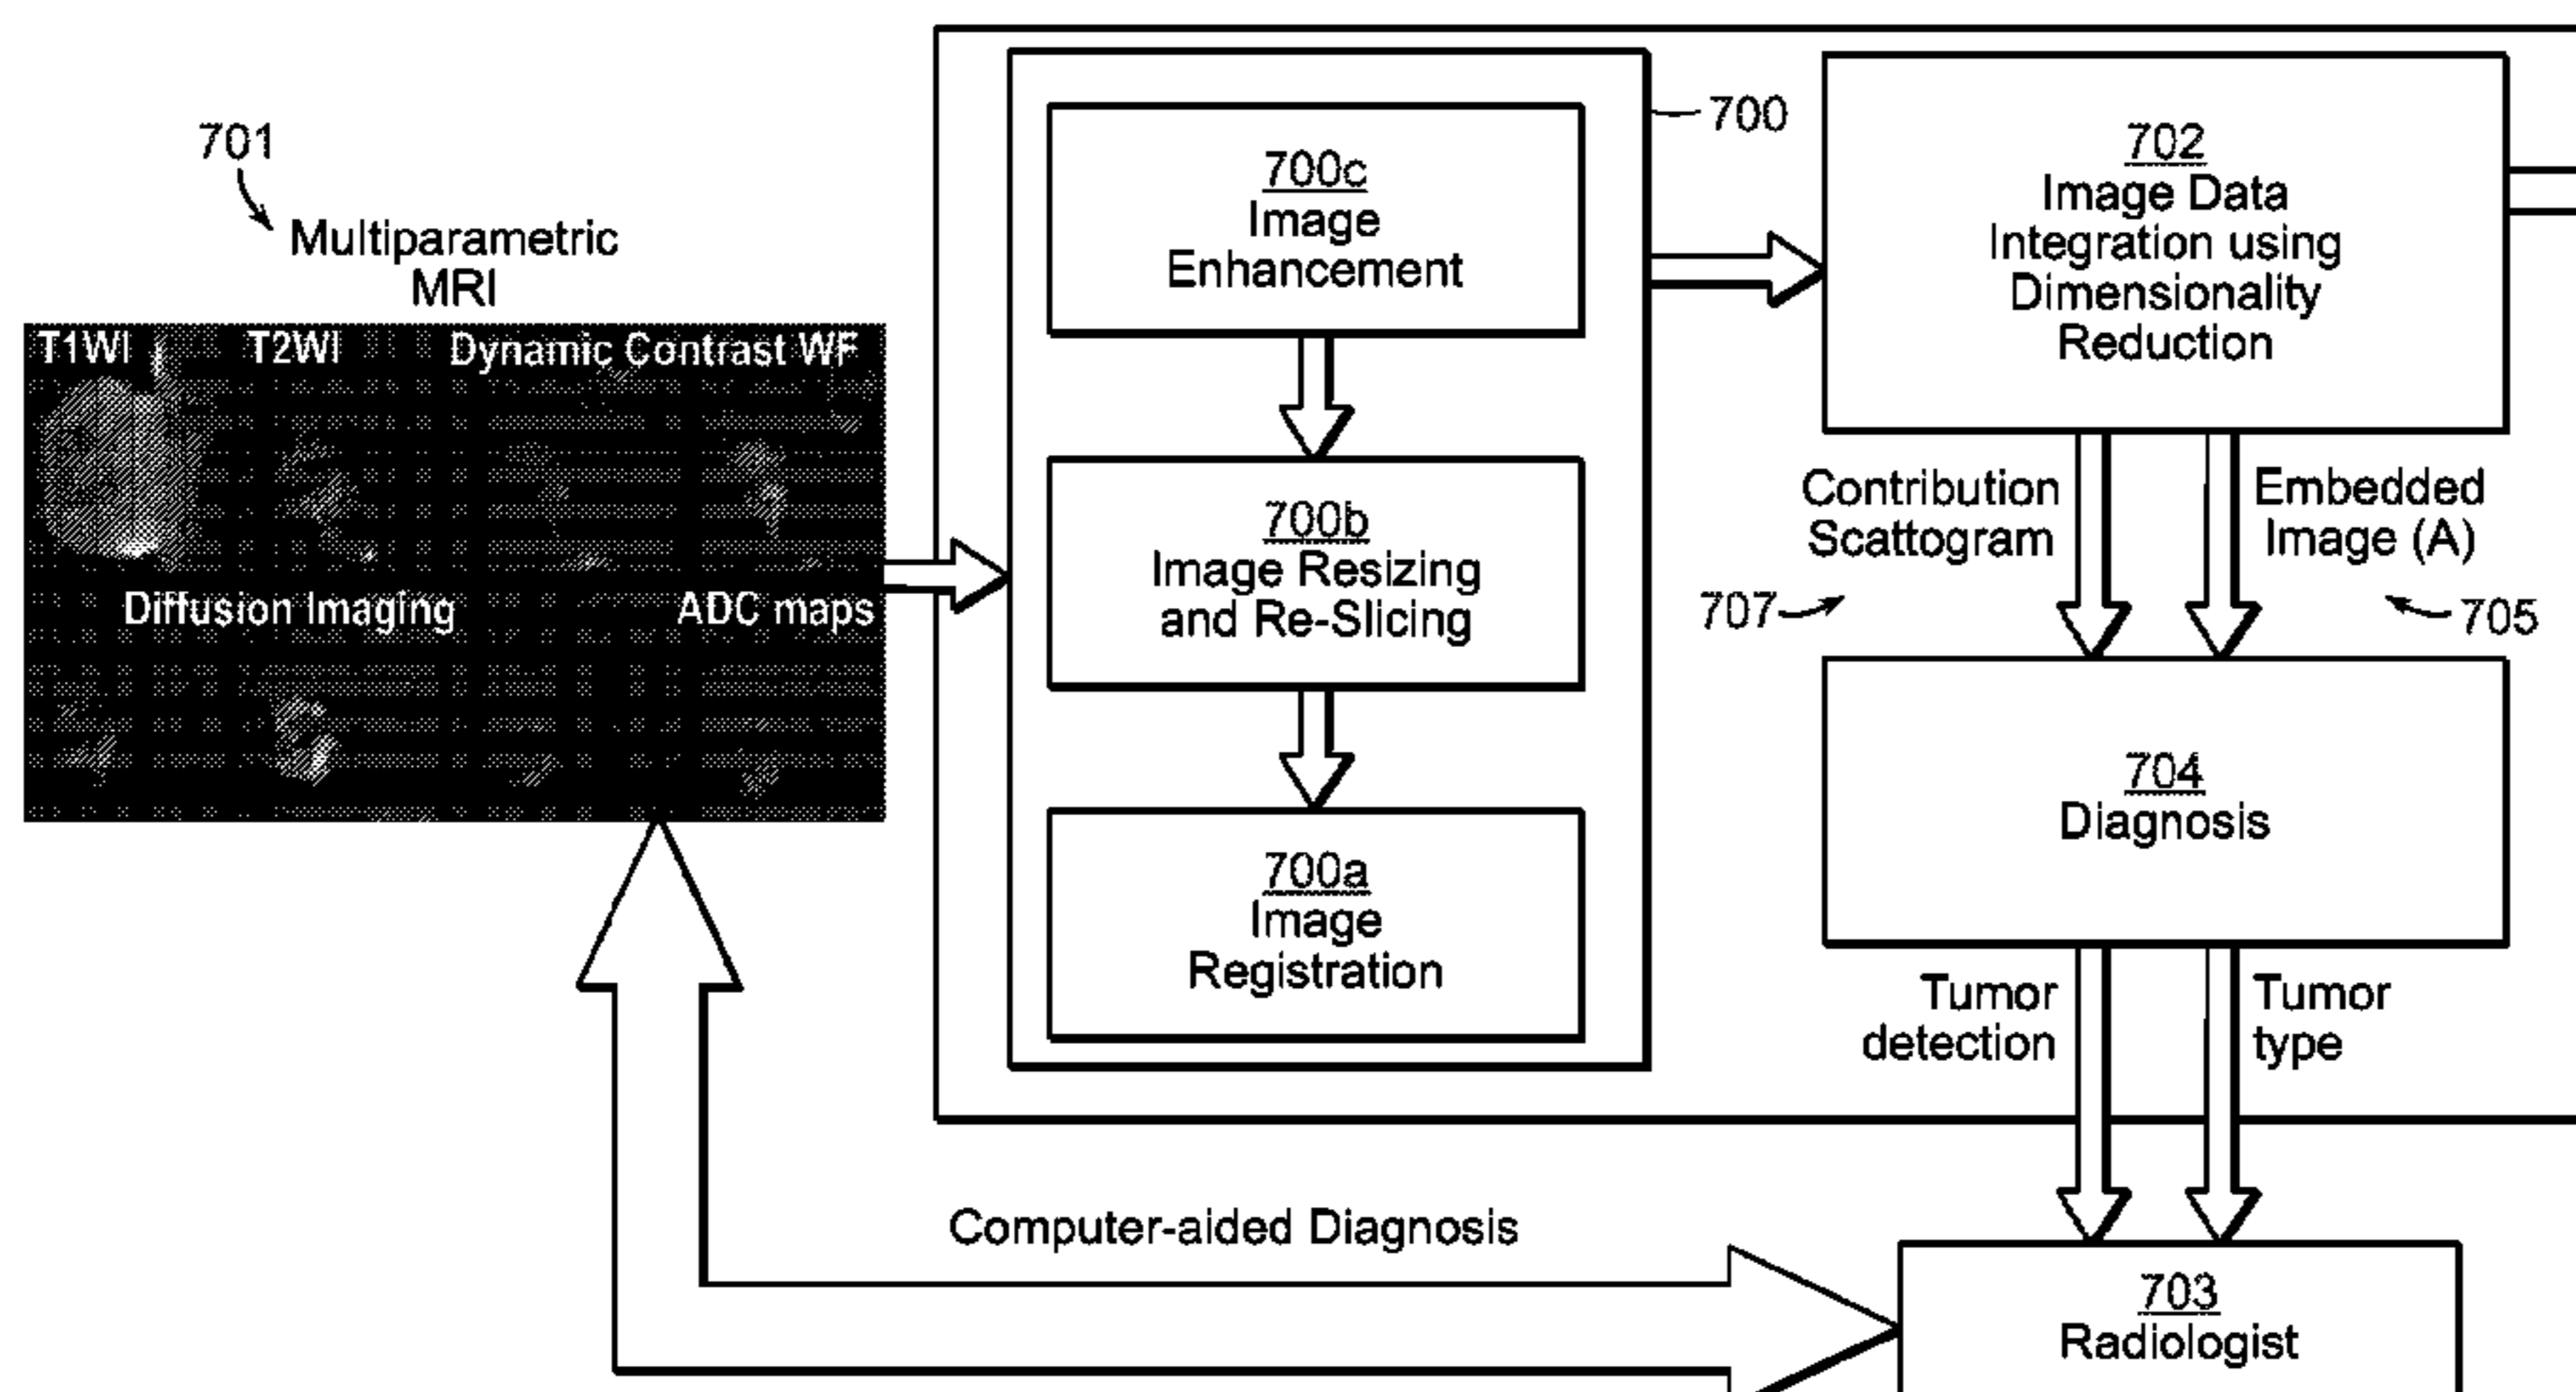 701
Multiparametric
MRI
T1WI
T2WI
Dynamic Contrast WF
Diffusion Imaging
ADC maps
700
700c
Image
Enhancement
700b
Image Resizing
and Re-Slicing
700a
Image
Registration
702
Image Data
Integration using
Dimensionality
Reduction
Contribution
Scattogram
707
Embedded
Image (A)
705
704
Diagnosis
Tumor
detection
Tumor
type
Computer-aided Diagnosis
703
Radiologist